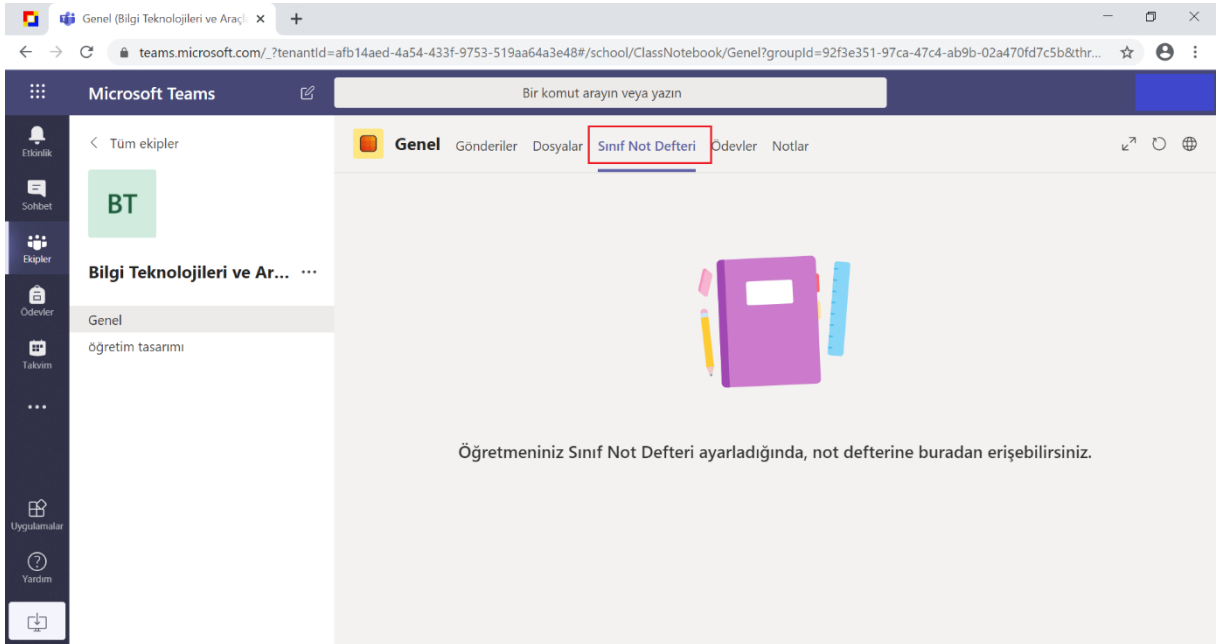 Genel (Bilgi Teknolojileri ve Araçl
teams.microsoft.com/_?tenantId=afb14aed-4a54-433f-9753-519aa64a3e48#/school/ClassNotebook/Genel?groupId=92f3e351-97ca-47c4-ab9b-02a470fd7c5b&thr...
Microsoft Teams
Bir komut arayın veya yazın
Etkinlik
Sohbet
Ekipler
Ödevler
Takvim
Uygulamalar
Yardım
Tüm ekipler
BT
Bilgi Teknolojileri ve Ar... ...
Genel
öğretim tasarımı
Genel Gönderiler Dosyalar Sınıf Not Defteri Ödevler Notlar
Öğretmeniniz Sınıf Not Defteri ayarladığında, not defterine buradan erişebilirsiniz.